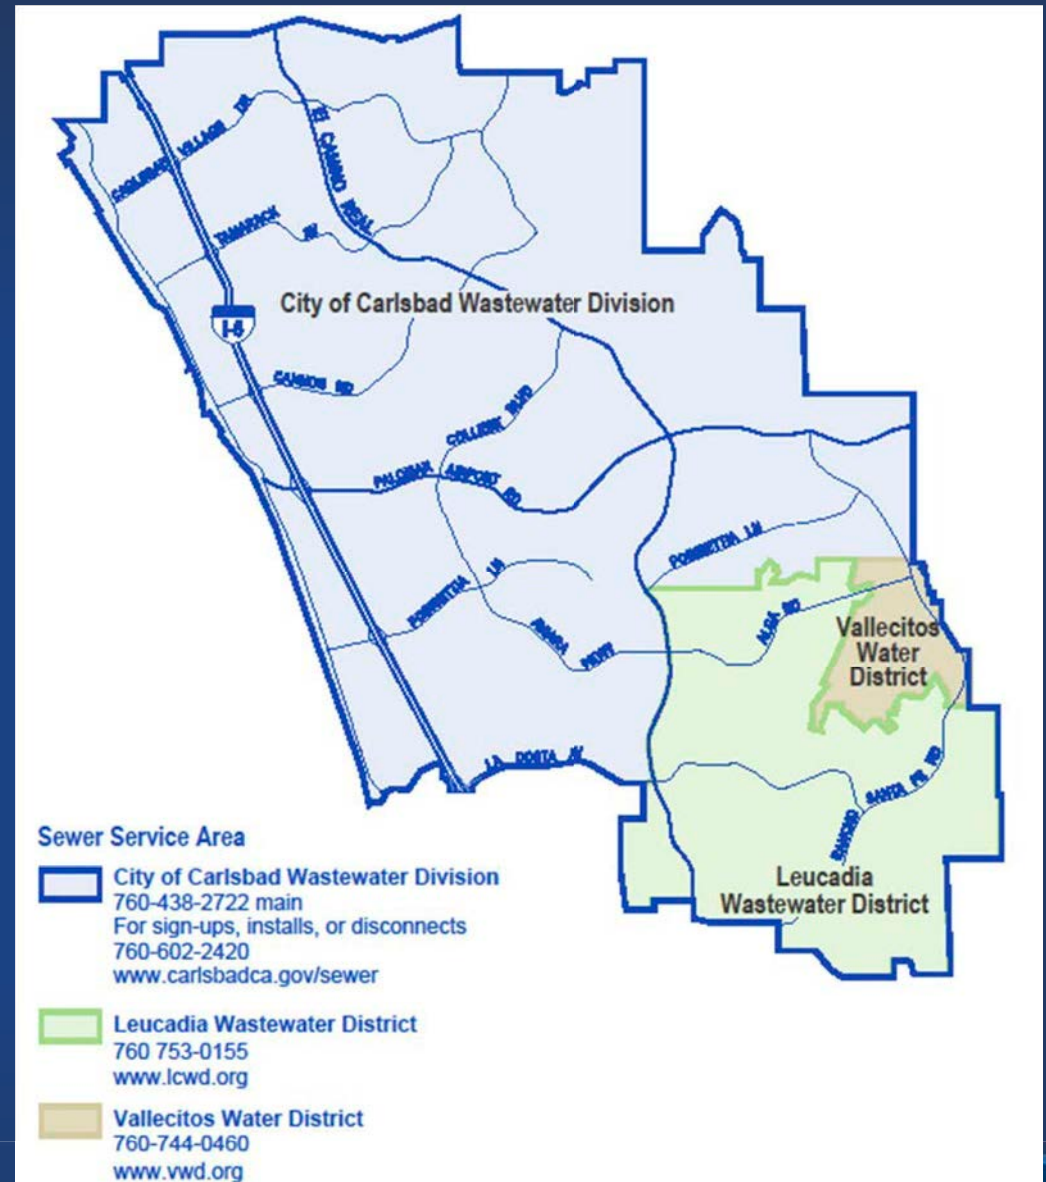 CARLSBAD VILLAGE DR
EL CAMINO REAL
TAMARACK AV
City of Carlsbad Wastewater Division
I-5
CANNON RD
COLLEGE BLVD
PALOMAR AIRPORT RD
POINSETTIA LN
POINSETTIA LN
ALGA RD
AVIARA PKWY
Vallecitos
Water
District
LA COSTA AV
RANCHO SANTA FE RD
Leucadia
Wastewater District
Sewer Service Area
City of Carlsbad Wastewater Division
760-438-2722 main
For sign-ups, installs, or disconnects
760-602-2420
www.carlsbadca.gov/sewer
Leucadia Wastewater District
760 753-0155
www.lcwd.org
Vallecitos Water District
760-744-0460
www.vwd.org